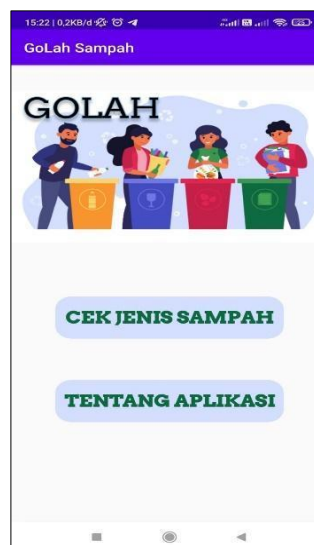 15:22 | 0,2KB/d
GoLah Sampah
GOLAH
CEK JENIS SAMPAH
TENTANG APLIKASI